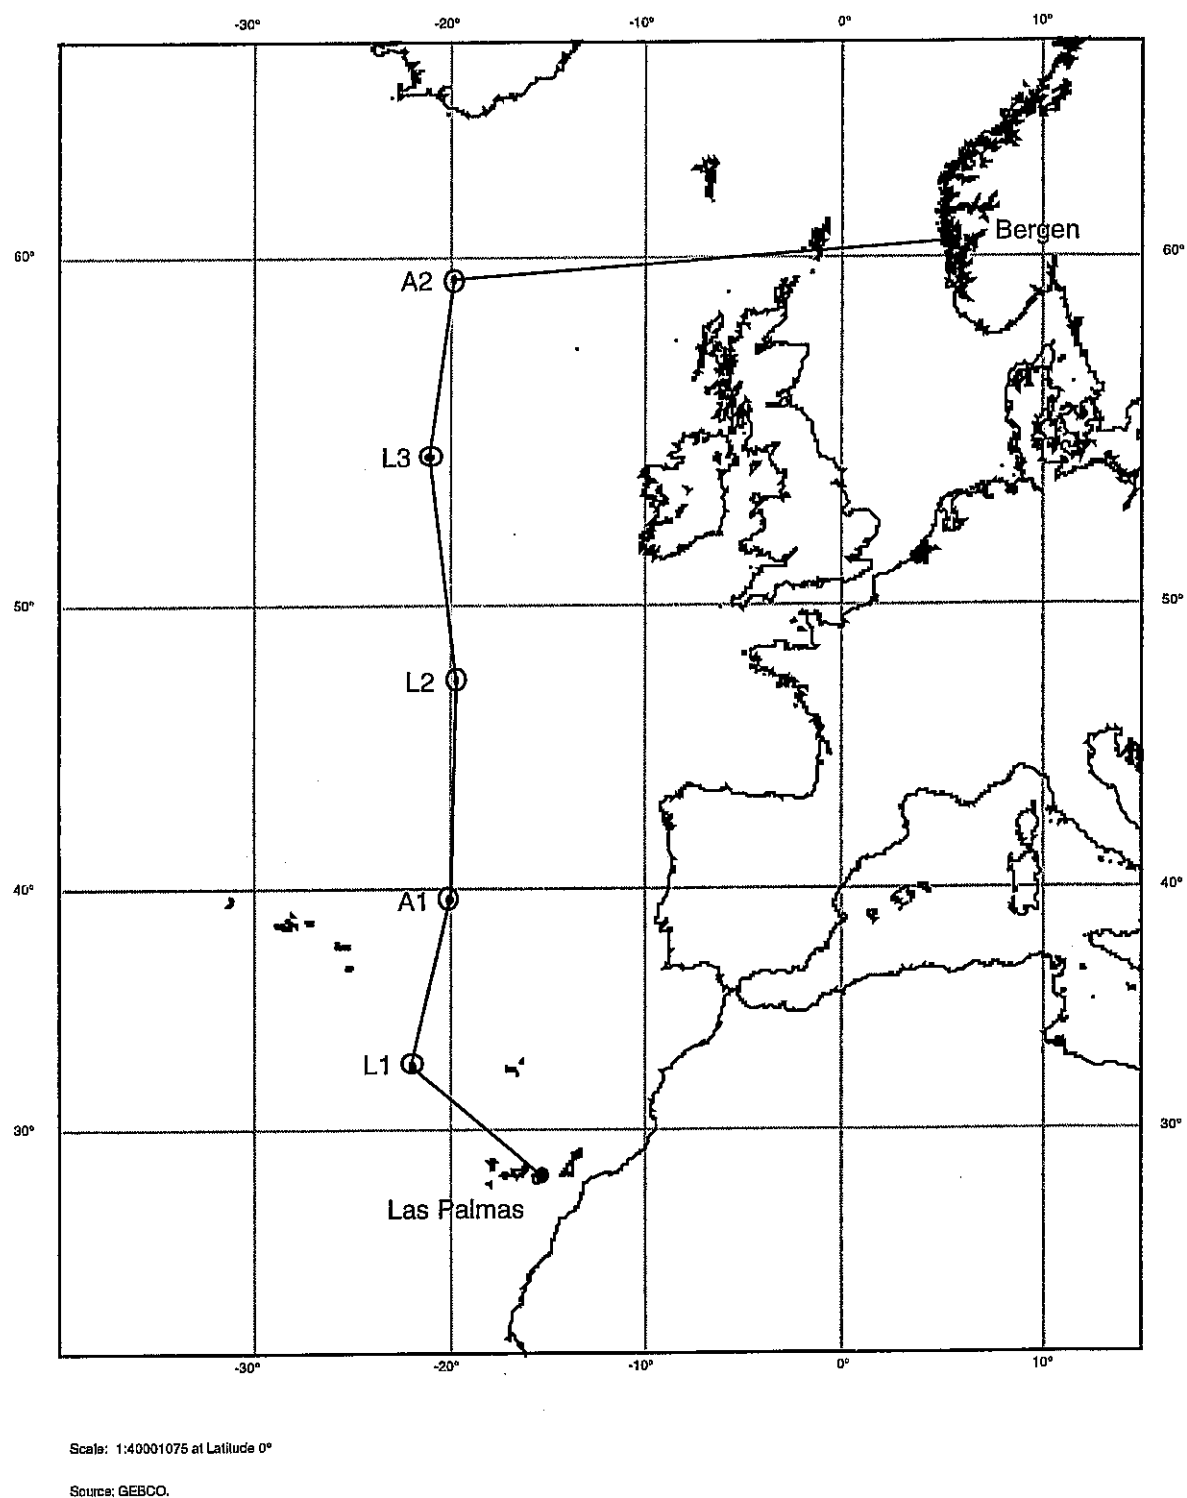 -30° -20° -10° 0° 10°
Bergen
60° 60°
A2
L3
50° 50°
L2
40° 40°
A1
L1
30° 30°
Las Palmas
-30° -20° -10° 0° 10°
Scale: 1:40001075 at Latitude 0°
Source: GEBCO.